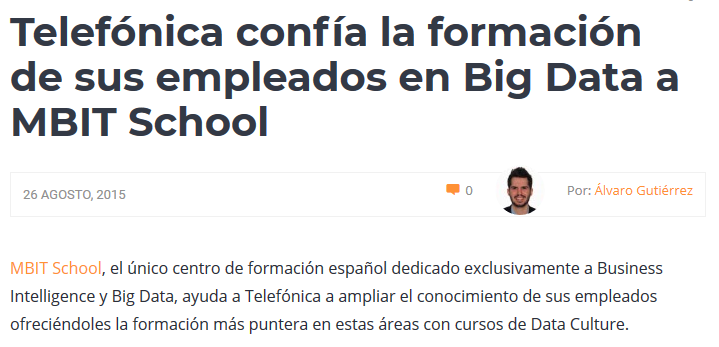 Telefónica confía la formación
de sus empleados en Big Data a
MBIT School
26 AGOSTO, 2015
0
Por: Álvaro Gutiérrez
MBIT School, el único centro de formación español dedicado exclusivamente a Business
Intelligence y Big Data, ayuda a Telefónica a ampliar el conocimiento de sus empleados
ofreciéndoles la formación más puntera en estas áreas con cursos de Data Culture.